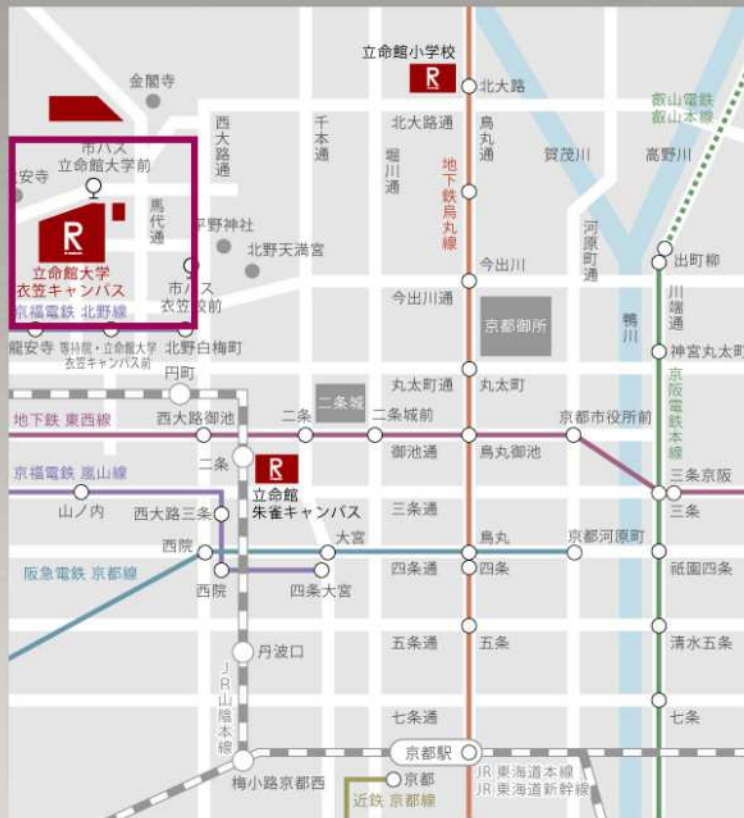 立命館小学校
R
北大路
金閣寺
叡山電鉄
叡山本線
西大路通
千本通
北大路通
烏丸通
堀川通
地下鉄烏丸線
賀茂川
高野川
市バス
立命館大学前
安寺
R
馬代通
平野神社
北野天満宮
河原町通
立命館大学
衣笠キャンパス
市バス
衣笠校前
今出川
今出川通
出町柳
川端通
京福電鉄 北野線
京都御所
鴨川
龍安寺
等持院・立命館大学
衣笠キャンパス前
北野白梅町
神宮丸太町
円町
二条城
丸太町通
丸太町
京阪電鉄本線
地下鉄 東西線
西大路御池
二条
二条城前
京都市役所前
御池通
烏丸御池
二条
R
京福電鉄 嵐山線
立命館
朱雀キャンパス
三条京阪
山ノ内
西大路三条
三条通
三条
西院
大宮
烏丸
京都河原町
阪急電鉄 京都線
西院
四条大宮
四条通
四条
祇園四条
五条通
五条
清水五条
丹波口
JR山陰本線
七条通
七条
京都駅
梅小路京都西
京都
JR 東海道本線
JR 東海道新幹線
近鉄 京都線